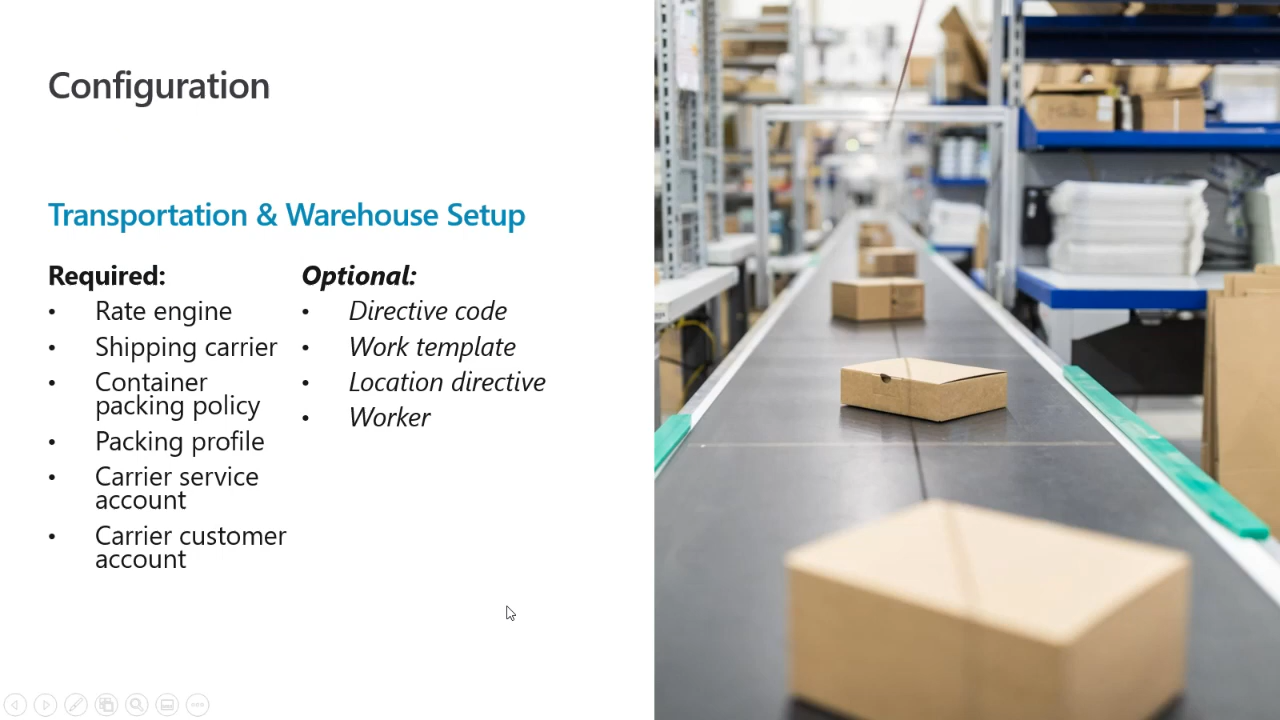 Configuration
Transportation & Warehouse Setup
Required:
• Rate engine
• Shipping carrier
• Container
packing policy
• Packing profile
• Carrier service
account
• Carrier customer
account
Optional:
• Directive code
• Work template
• Location directive
• Worker